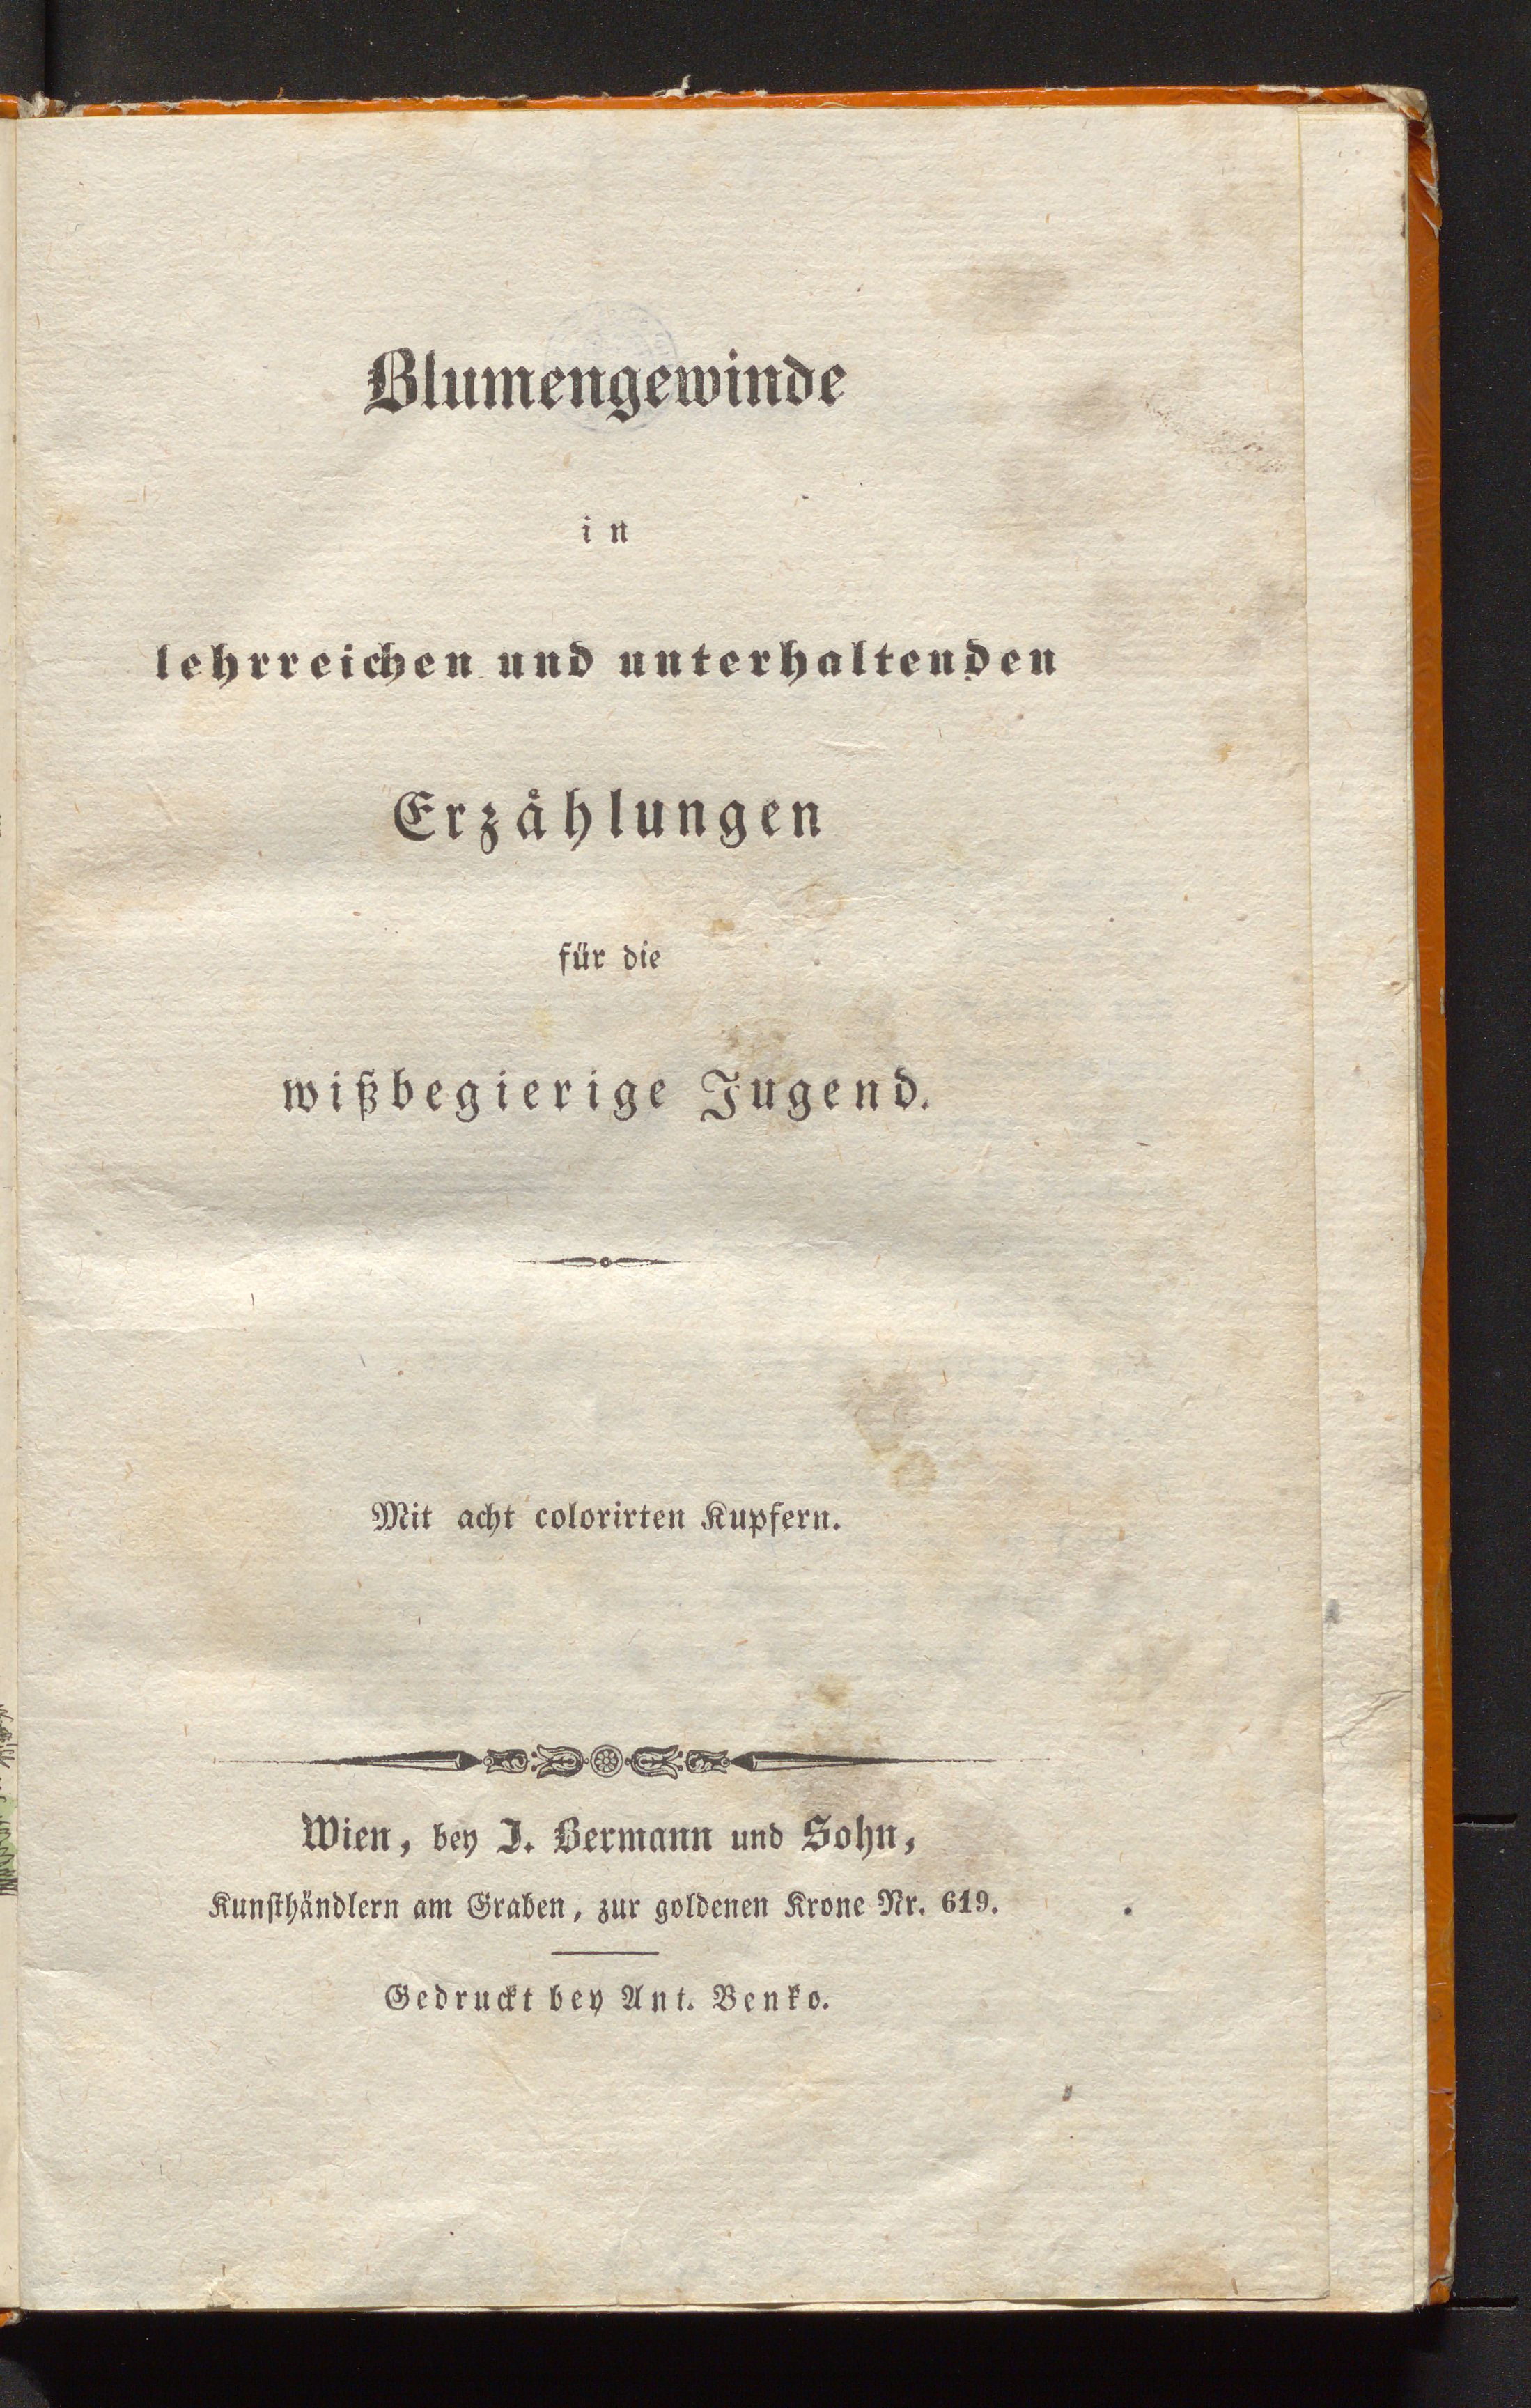 Blumengewinde
in
lehrreichen und unterhaltenden
Erzählungen
für die
wißbegierige Jugend.
Mit acht colorirten Kupfern.
Wien, bey J. Bermann und Sohn,
Kunsthändlern am Graben, zur goldenen Krone Nr. 619.
Gedruckt bey Ant. Benko.